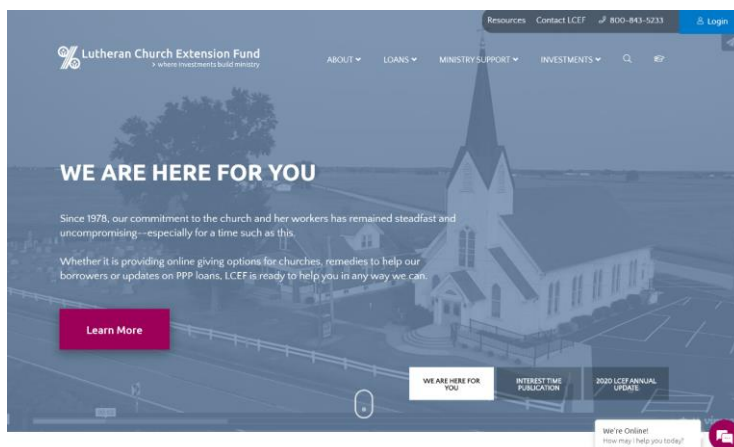 Resources Contact LCEF 800-843-5233 Login
Lutheran Church Extension Fund
> where investments build ministry
ABOUT LOANS MINISTRY SUPPORT INVESTMENTS
WE ARE HERE FOR YOU
Since 1978, our commitment to the church and her workers has remained steadfast and
uncompromising--especially for a time such as this.
Whether it is providing online giving options for churches, remedies to help our
borrowers or updates on PPP loans, LCEF is ready to help you in any way we can.
Learn More
WE ARE HERE FOR
YOU
INTEREST TIME
PUBLICATION
2020 LCEF ANNUAL
UPDATE
We're Online!
How may I help you today?